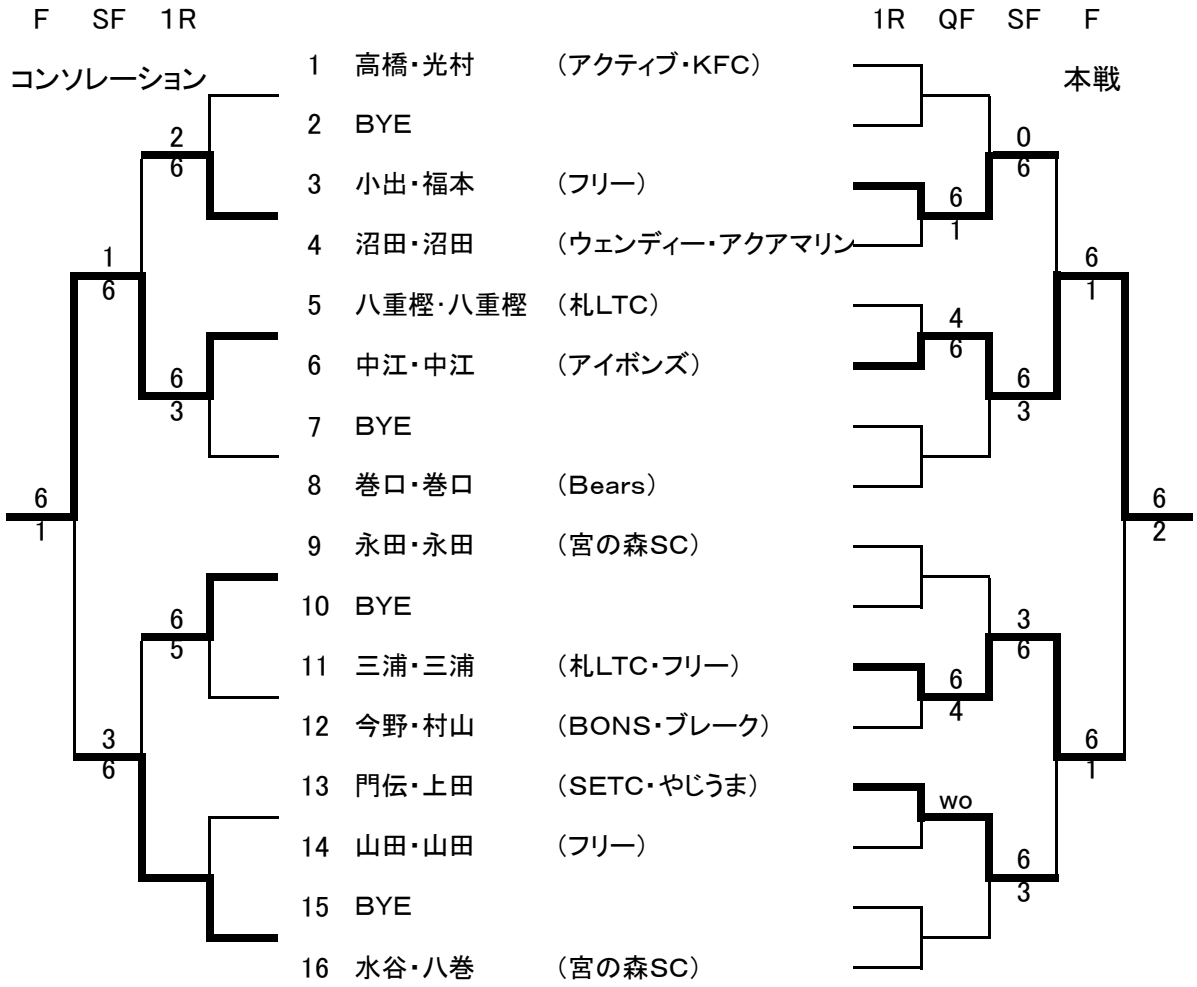 F SF 1R 1R QF SF F
コンソレーション 本戦
1 高橋・光村 (アクティブ・KFC)
2 BYE
2 0
6 6
3 小出・福本 (フリー) 6
1
4 沼田・沼田 (ウェンディー・アクアマリン
1 6
6 1
5 八重樫・八重樫 (札LTC) 4
6
6 中江・中江 (アイボンズ)
6 6
3 3
7 BYE
8 巻口・巻口 (Bears)
6 6
1 2
9 永田・永田 (宮の森SC)
10 BYE
6 3
5 6
11 三浦・三浦 (札LTC・フリー) 6
4
12 今野・村山 (BONS・ブレーク)
3 6
6 1
13 門伝・上田 (SETC・やじうま) wo
14 山田・山田 (フリー)
6
3
15 BYE
16 水谷・八巻 (宮の森SC)